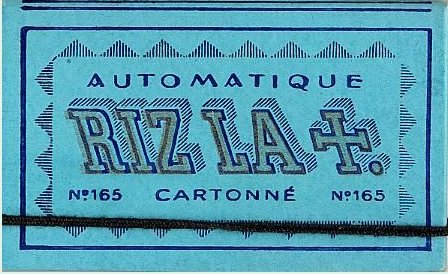 AUTOMATIQUE
RIZ LA +.
Nº165 CARTONNÉ Nº165